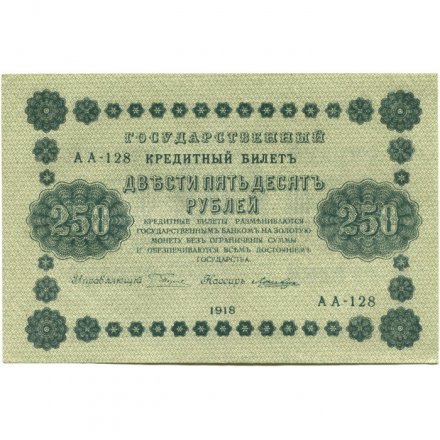 ГОСУДАРСТВЕННЫЙ
АА-128 КРЕДИТНЫЙ БИЛЕТЪ
ДВѢСТИ ПЯТЬДЕСЯТЪ
РУБЛЕЙ
250 250
КРЕДИТНЫЕ БИЛЕТЫ РАЗМѢНИВАЮТСЯ
ГОСУДАРСТВЕННЫМЪ БАНКОМЪ НА ЗОЛОТУЮ
МОНЕТУ БЕЗЪ ОГРАНИЧЕНІЯ СУММЫ
И ОБЕЗПЕЧИВАЮТСЯ ВСѢМЪ ДОСТОЯНІЕМЪ
ГОСУДАРСТВА.
Управляющій Кассиръ
АА-128
1918